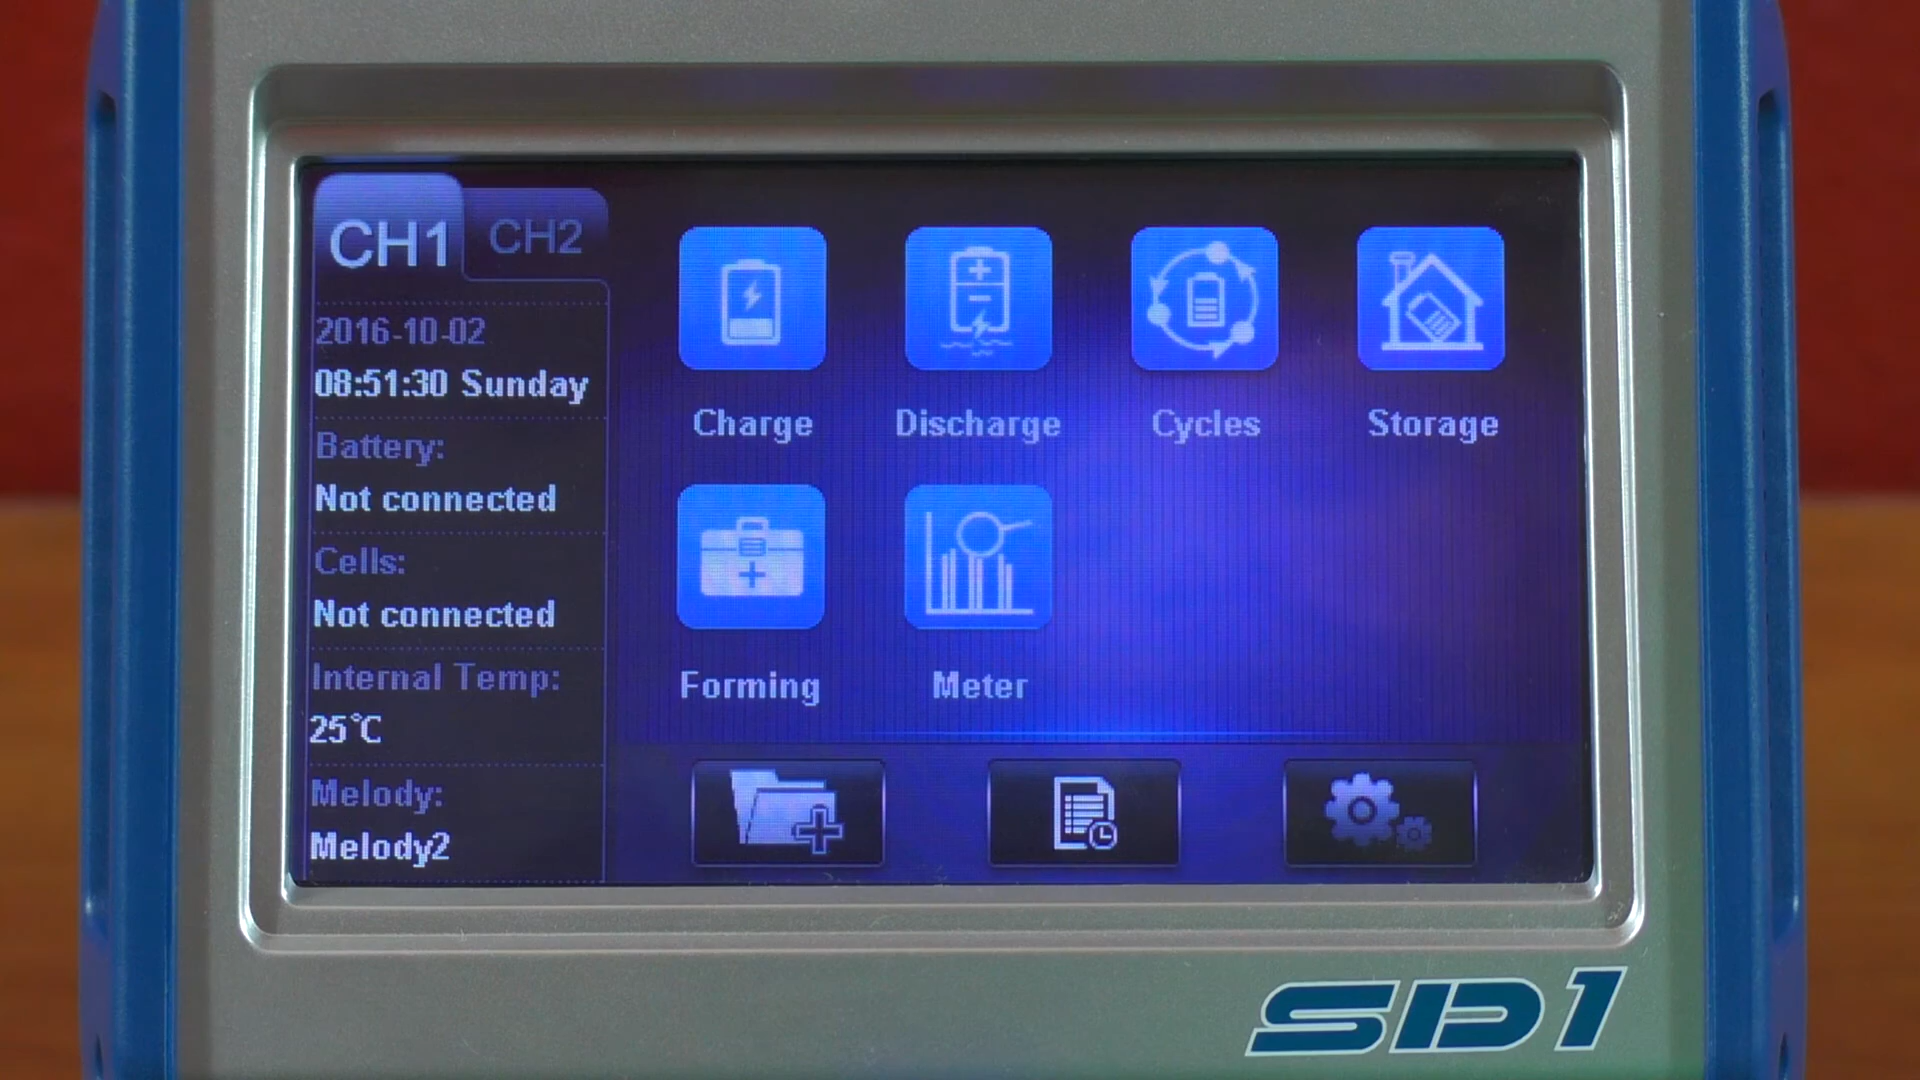 CH1 CH2
2016-10-02
08:51:30 Sunday
Battery:
Not connected
Cells:
Not connected
Internal Temp:
25℃
Melody:
Melody2
Charge Discharge Cycles Storage
Forming Meter
SD1